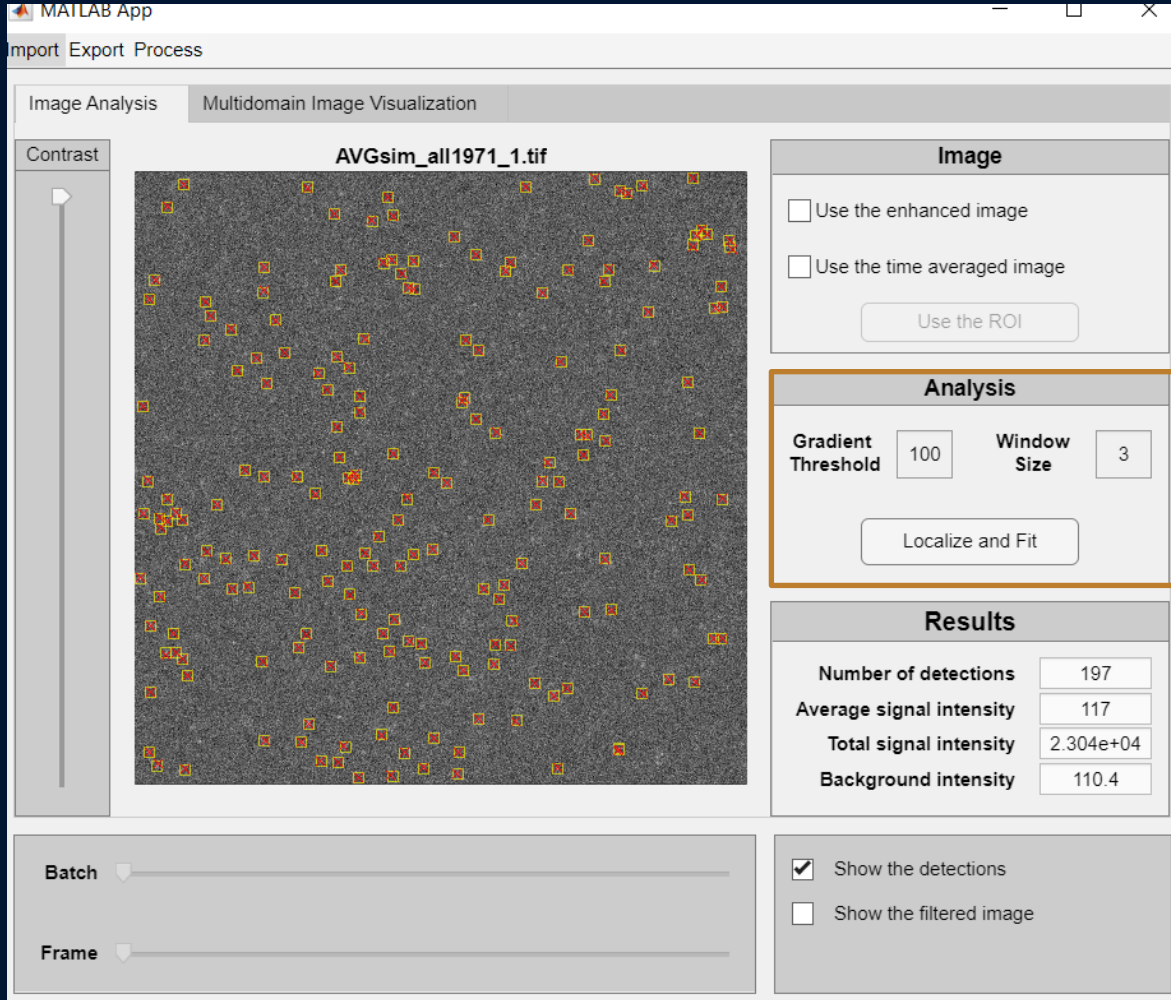 MATLAB App
Import Export Process
Image Analysis Multidomain Image Visualization
Contrast
AVGsim_all1971_1.tif
Image
Use the enhanced image
Use the time averaged image
Use the ROI
Analysis
Gradient Threshold 100 Window Size 3
Localize and Fit
Results
Number of detections 197
Average signal intensity 117
Total signal intensity 2.304e+04
Background intensity 110.4
Batch
Frame
Show the detections
Show the filtered image